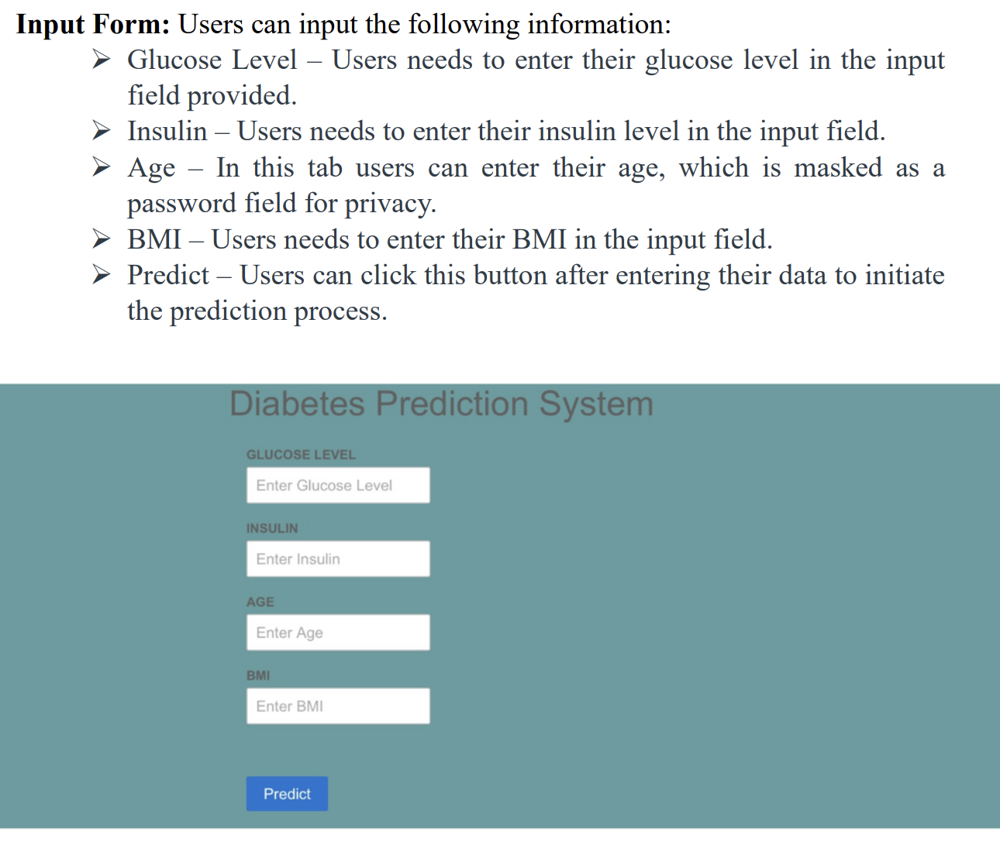 Input Form: Users can input the following information:
➢ Glucose Level – Users needs to enter their glucose level in the input
field provided.
➢ Insulin – Users needs to enter their insulin level in the input field.
➢ Age – In this tab users can enter their age, which is masked as a
password field for privacy.
➢ BMI – Users needs to enter their BMI in the input field.
➢ Predict – Users can click this button after entering their data to initiate
the prediction process.
Diabetes Prediction System
GLUCOSE LEVEL
Enter Glucose Level
INSULIN
Enter Insulin
AGE
Enter Age
BMI
Enter BMI
Predict